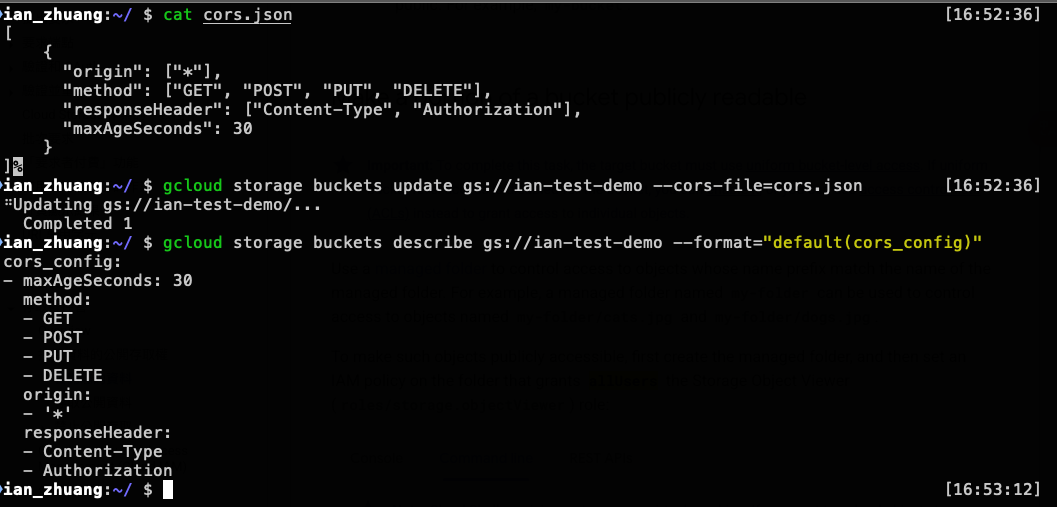 ian_zhuang:~/ $ cat cors.json [16:52:36]
[
    {
      "origin": ["*"],
      "method": ["GET", "POST", "PUT", "DELETE"],
      "responseHeader": ["Content-Type", "Authorization"],
      "maxAgeSeconds": 30
    }
]%
ian_zhuang:~/ $ gcloud storage buckets update gs://ian-test-demo --cors-file=cors.json [16:52:36]
⠛Updating gs://ian-test-demo/...
  Completed 1
ian_zhuang:~/ $ gcloud storage buckets describe gs://ian-test-demo --format="default(cors_config)"
cors_config:
- maxAgeSeconds: 30
  method:
  - GET
  - POST
  - PUT
  - DELETE
  origin:
  - '*'
  responseHeader:
  - Content-Type
  - Authorization
ian_zhuang:~/ $ [16:53:12]